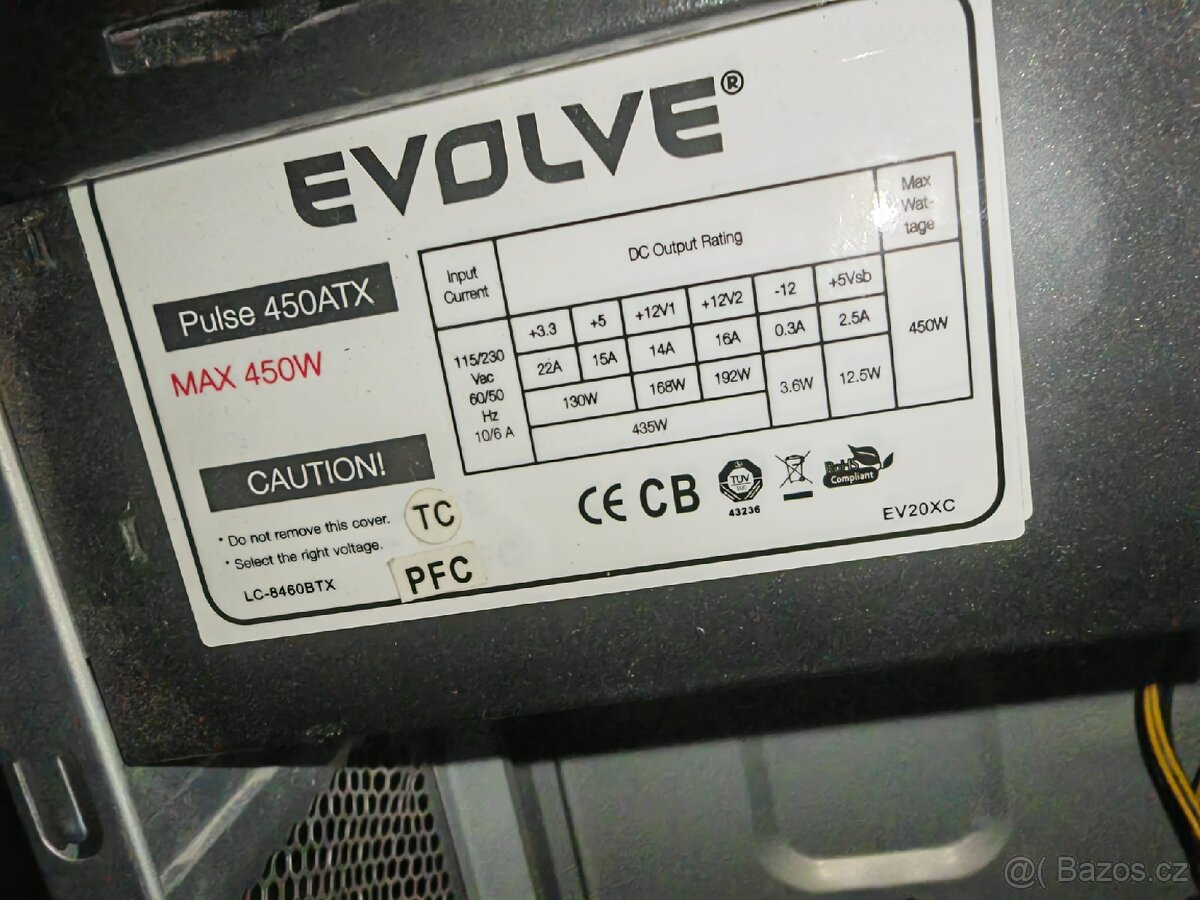 EVOLVE®
Pulse 450ATX
MAX 450W
Input Current
DC Output Rating
Max Wat-tage
+3.3 +5 +12V1 +12V2 -12 +5Vsb
115/230 Vac 60/50 Hz 10/6 A
22A 15A 14A 16A 0.3A 2.5A
450W
130W 168W 192W 3.6W 12.5W
435W
CAUTION!
* Do not remove this cover.
* Select the right voltage.
LC-8460BTX
TC
PFC
CE CB
TUV
43236
RoHS
Compliant
EV20XC
@( Bazos.cz